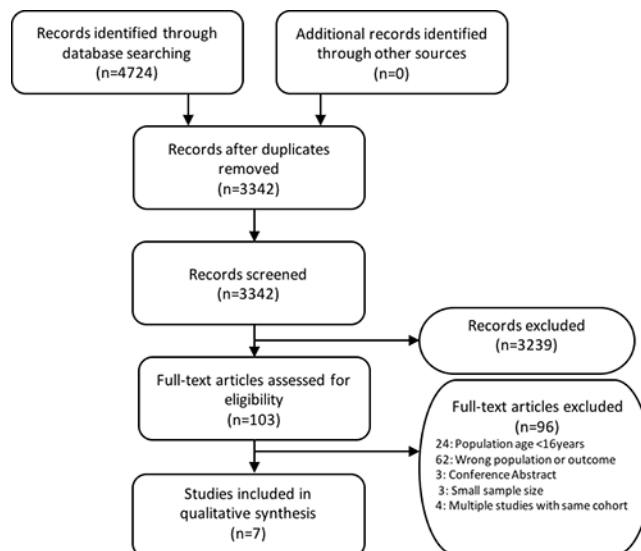 Records identified through
database searching
(n=4724)
Additional records identified
through other sources
(n=0)
Records after duplicates
removed
(n=3342)
Records screened
(n=3342)
Records excluded
(n=3239)
Full-text articles assessed for
eligibility
(n=103)
Full-text articles excluded
(n=96)
24: Population age <16years
62: Wrong population or outcome
3: Conference Abstract
3: Small sample size
4: Multiple studies with same cohort
Studies included in
qualitative synthesis
(n=7)